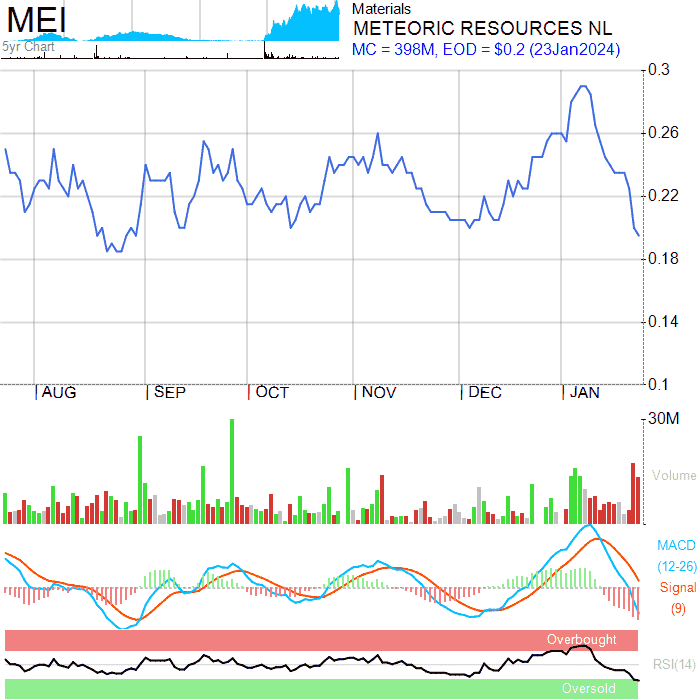 MEI
5yr Chart
Materials
METEORIC RESOURCES NL
MC = 398M, EOD = $0.2 (23Jan2024)
0.3
0.26
0.22
0.18
0.14
0.1
AUG SEP OCT NOV DEC JAN
30M
Volume
MACD
(12-26)
Signal
(9)
Overbought
RSI(14)
Oversold